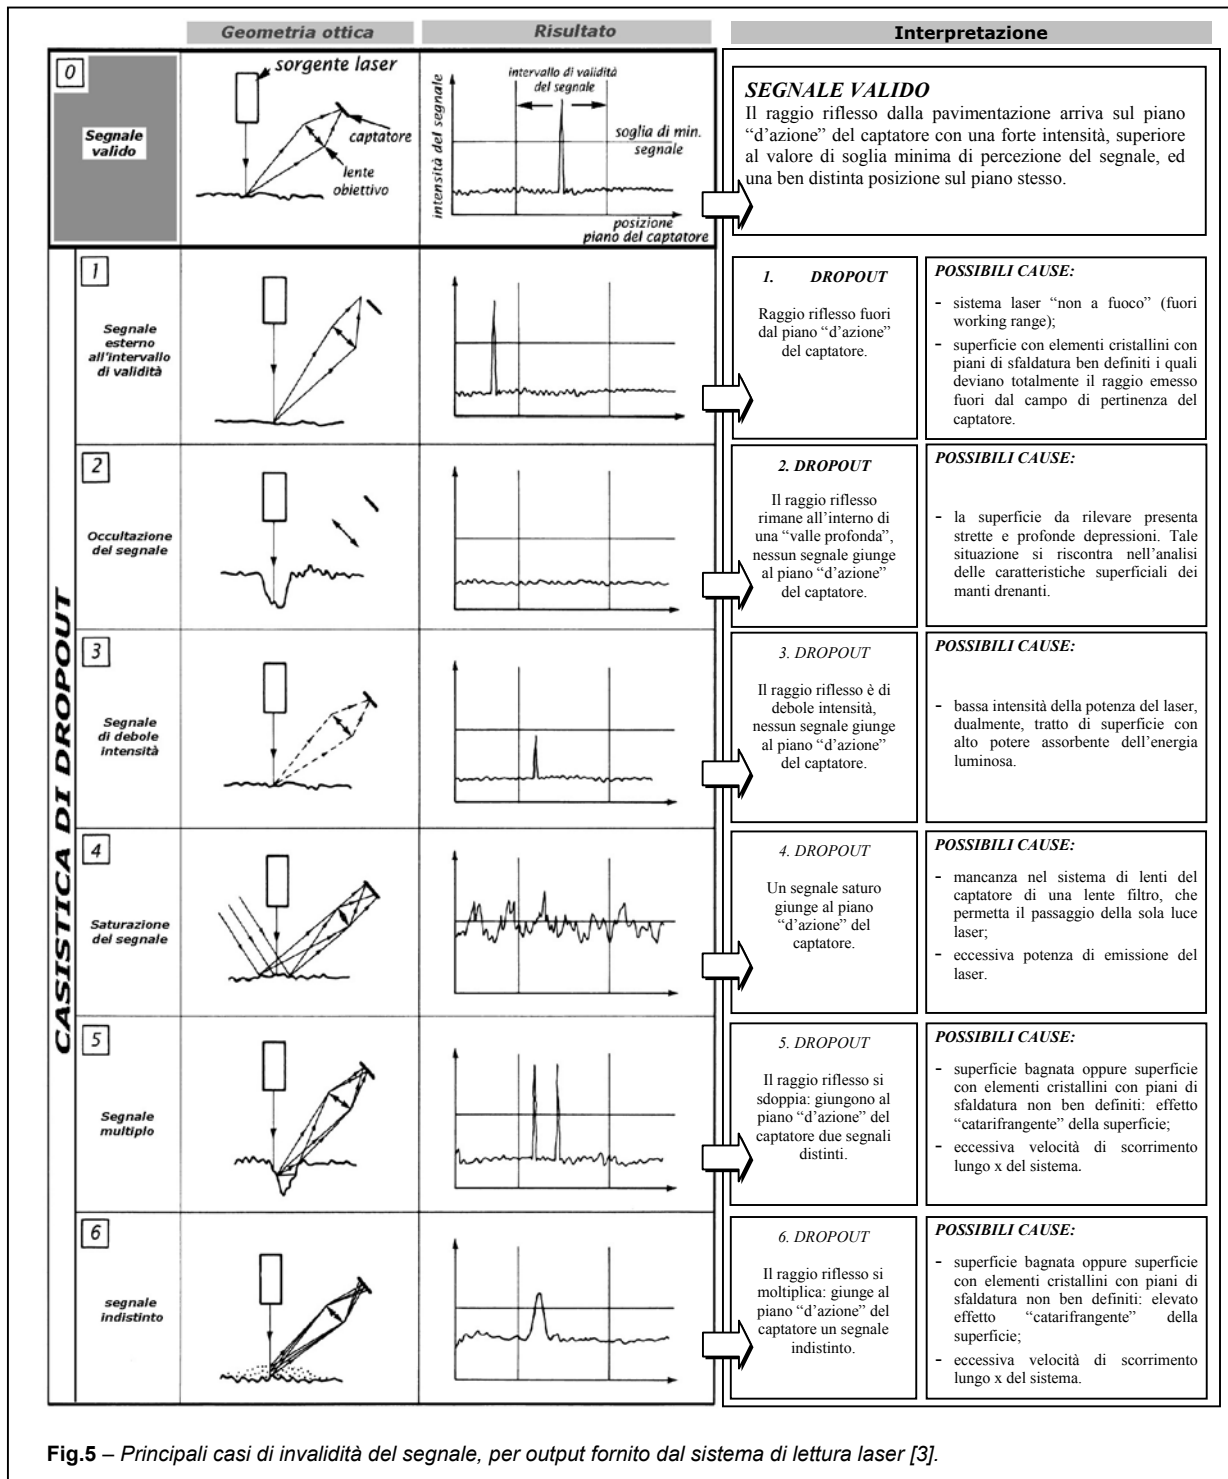 Geometria ottica
Risultato
Interpretazione
0
Segnale
valido
sorgente laser
captatore
lente
obiettivo
intensità del segnale
intervallo di validità
del segnale
soglia di min.
segnale
posizione
piano del captatore
SEGNALE VALIDO
Il raggio riflesso dalla pavimentazione arriva sul piano
“d’azione” del captatore con una forte intensità, superiore
al valore di soglia minima di percezione del segnale, ed
una ben distinta posizione sul piano stesso.
CASISTICA DI DROPOUT
1
Segnale
esterno
all'intervallo
di validità
1. DROPOUT
Raggio riflesso fuori
dal piano “d’azione”
del captatore.
POSSIBILI CAUSE:
- sistema laser “non a fuoco” (fuori
working range);
- superficie con elementi cristallini con
piani di sfaldatura ben definiti i quali
deviano totalmente il raggio emesso
fuori dal campo di pertinenza del
captatore.
2
Occultazione
del segnale
2. DROPOUT
Il raggio riflesso
rimane all’interno di
una “valle profonda”,
nessun segnale giunge
al piano “d’azione”
del captatore.
POSSIBILI CAUSE:
- la superficie da rilevare presenta
strette e profonde depressioni. Tale
situazione si riscontra nell’analisi
delle caratteristiche superficiali dei
manti drenanti.
3
Segnale
di debole
intensità
3. DROPOUT
Il raggio riflesso è di
debole intensità,
nessun segnale giunge
al piano “d’azione”
del captatore.
POSSIBILI CAUSE:
- bassa intensità della potenza del laser,
dualmente, tratto di superficie con
alto potere assorbente dell’energia
luminosa.
4
Saturazione
del segnale
4. DROPOUT
Un segnale saturo
giunge al piano
“d’azione” del
captatore.
POSSIBILI CAUSE:
- mancanza nel sistema di lenti del
captatore di una lente filtro, che
permetta il passaggio della sola luce
laser;
- eccessiva potenza di emissione del
laser.
5
Segnale
multiplo
5. DROPOUT
Il raggio riflesso si
sdoppia: giungono al
piano “d’azione” del
captatore due segnali
distinti.
POSSIBILI CAUSE:
- superficie bagnata oppure superficie
con elementi cristallini con piani di
sfaldatura non ben definiti: effetto
“catarifrangente” della superficie;
- eccessiva velocità di scorrimento
lungo x del sistema.
6
segnale
indistinto
6. DROPOUT
Il raggio riflesso si
moltiplica: giunge al
piano “d’azione” del
captatore un segnale
indistinto.
POSSIBILI CAUSE:
- superficie bagnata oppure superficie
con elementi cristallini con piani di
sfaldatura non ben definiti: elevato
effetto “catarifrangente” della
superficie;
- eccessiva velocità di scorrimento
lungo x del sistema.
Fig.5 – Principali casi di invalidità del segnale, per output fornito dal sistema di lettura laser [3].